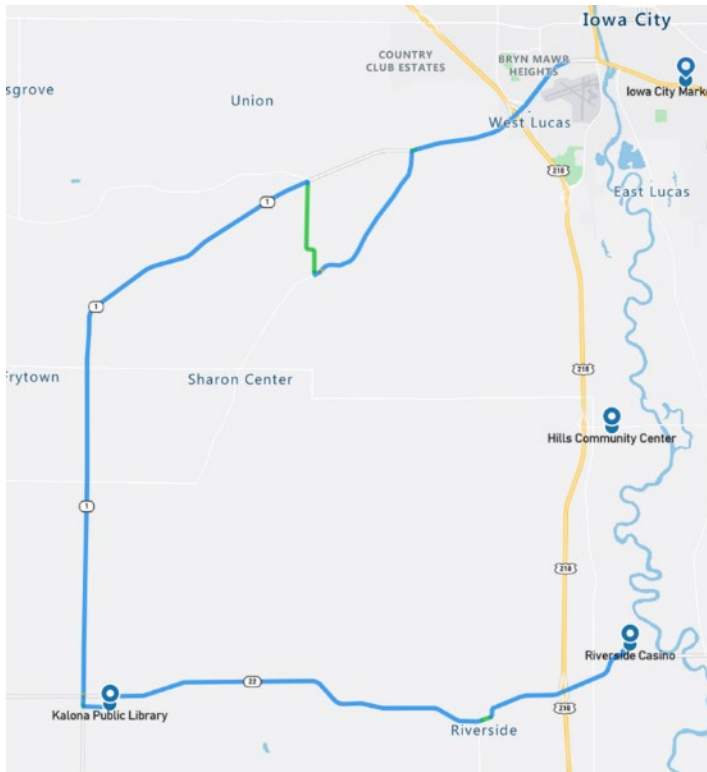 Iowa City
COUNTRY
CLUB ESTATES
BRYN MAWR
HEIGHTS
sgrove
Iowa City Marke
Union
West Lucas
218
East Lucas
1
1
Frytown
Sharon Center
218
Hills Community Center
1
218
Riverside Casino
22
Kalona Public Library
218
Riverside